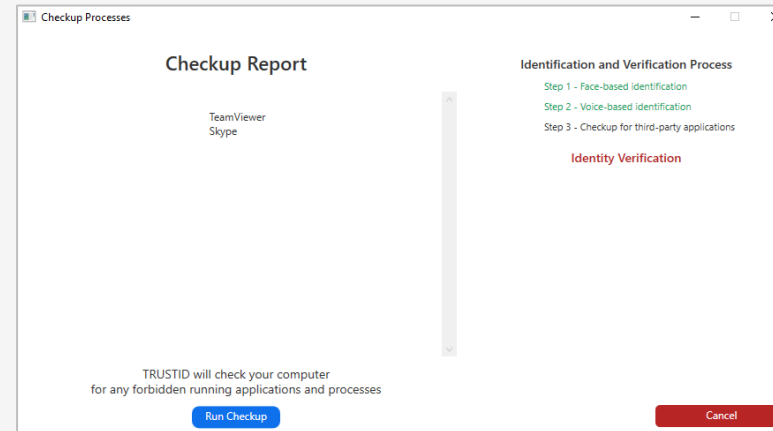 Checkup Processes
Checkup Report
TeamViewer
Skype
TRUSTID will check your computer
for any forbidden running applications and processes
Run Checkup
Identification and Verification Process
Step 1 - Face-based identification
Step 2 - Voice-based identification
Step 3 - Checkup for third-party applications
Identity Verification
Cancel